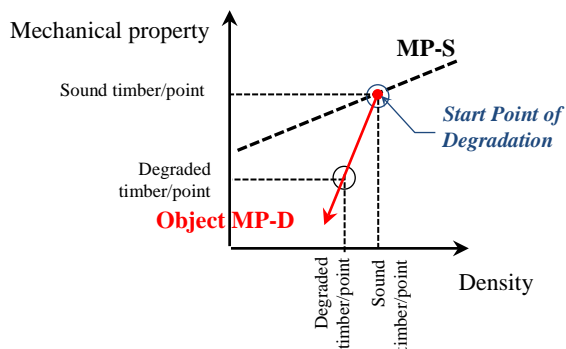 Mechanical property
MP-S
Sound timber/point
Start Point of
Degradation
Degraded
timber/point
Object MP-D
Degraded
timber/point
Sound
timber/point
Density